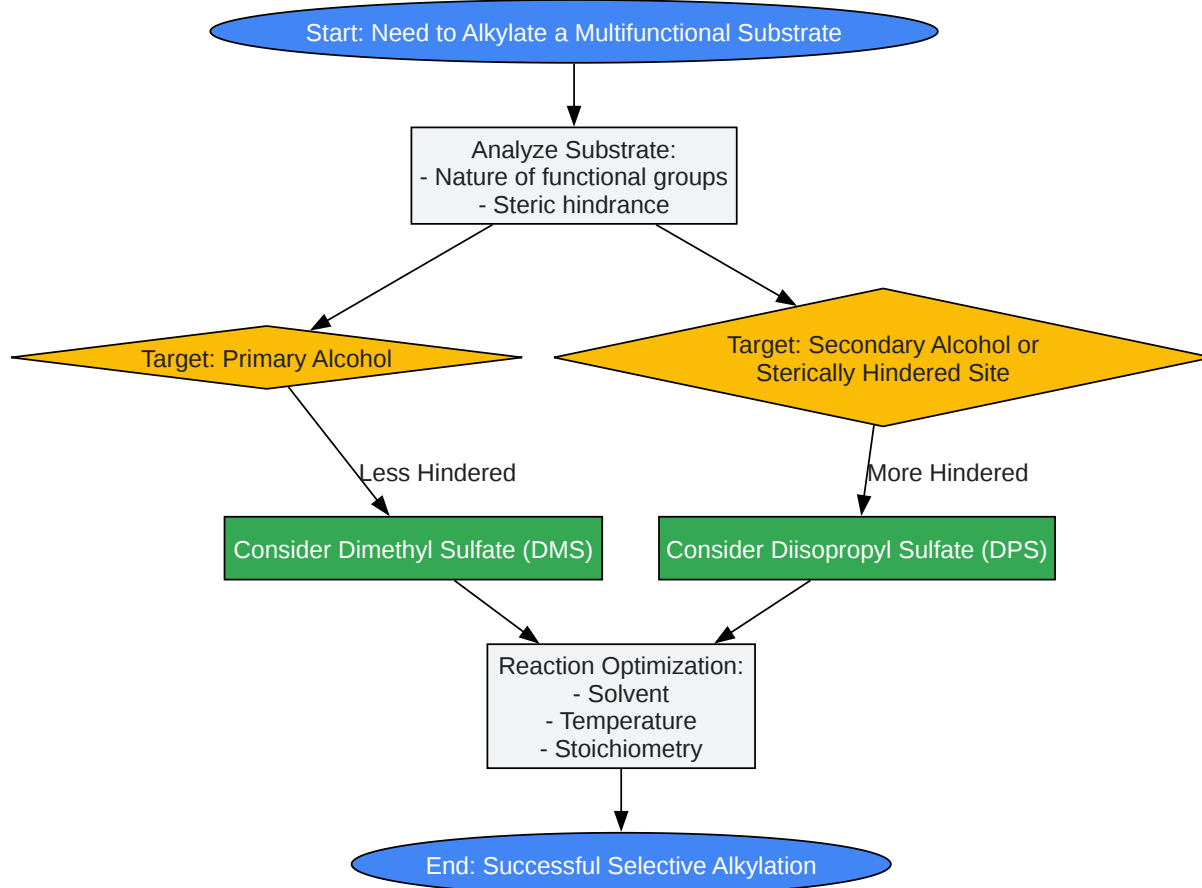 Start: Need to Alkylate a Multifunctional Substrate
Analyze Substrate:
- Nature of functional groups
- Steric hindrance
Target: Primary Alcohol
Target: Secondary Alcohol or
Sterically Hindered Site
Less Hindered
More Hindered
Consider Dimethyl Sulfate (DMS)
Consider Diisopropyl Sulfate (DPS)
Reaction Optimization:
- Solvent
- Temperature
- Stoichiometry
End: Successful Selective Alkylation